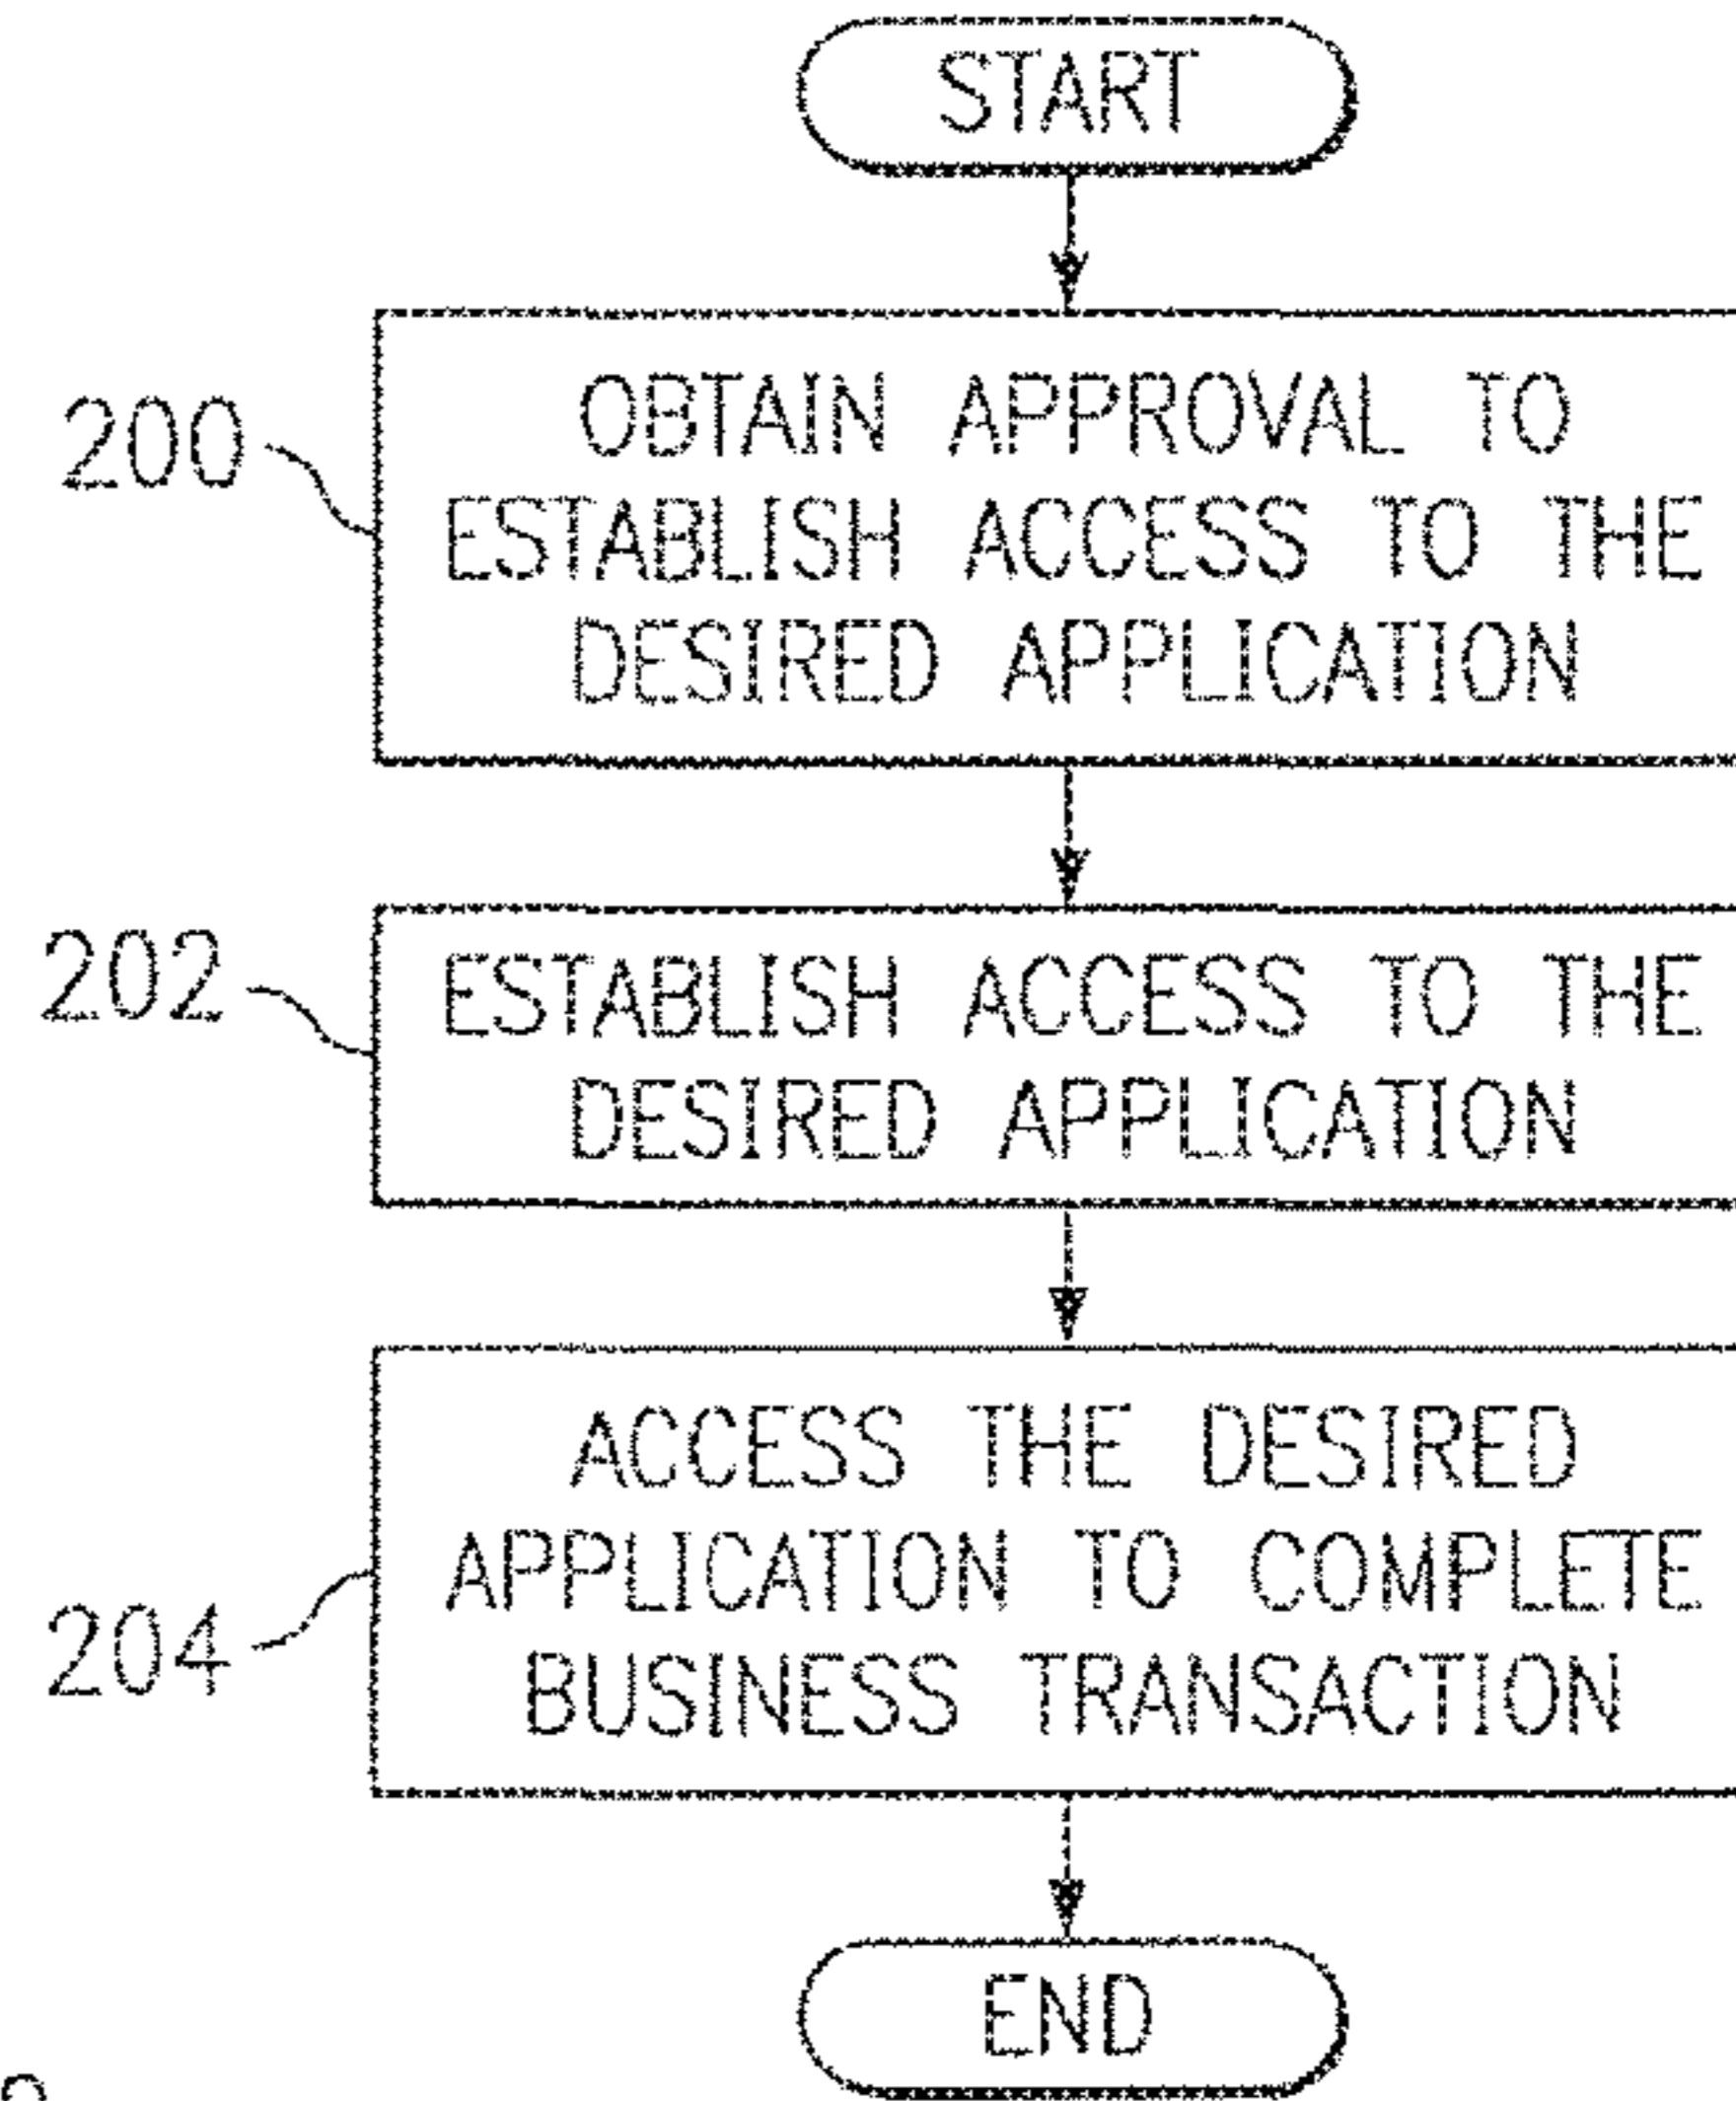 START
200
OBTAIN APPROVAL TO
ESTABLISH ACCESS TO THE
DESIRED APPLICATION
202
ESTABLISH ACCESS TO THE
DESIRED APPLICATION
ACCESS THE DESIRED
APPLICATION TO COMPLETE
204
BUSINESS TRANSACTION
END